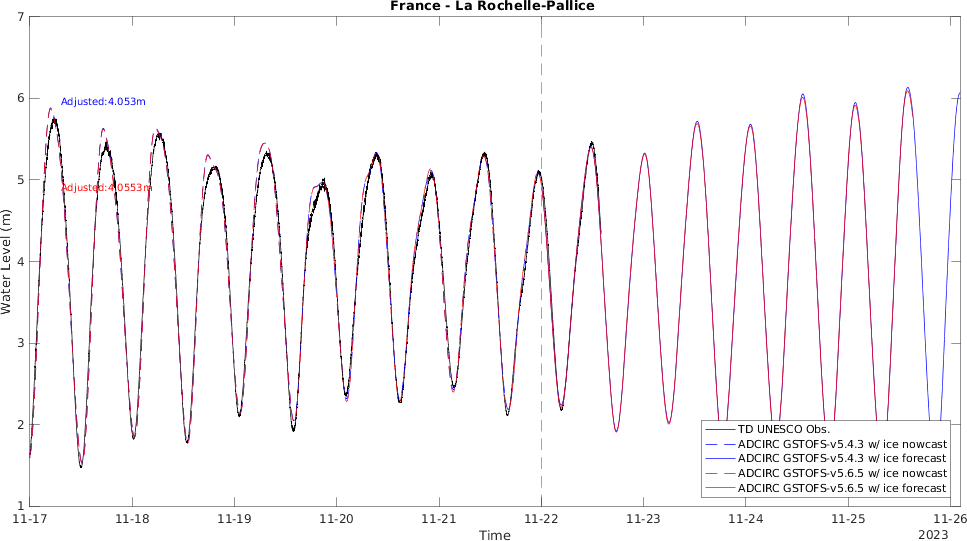 France - La Rochelle-Pallice
7
6
5
4
3
2
1
Water Level (m)
Adjusted:4.053m
Adjusted:4.0553m
TD UNESCO Obs.
ADCIRC GSTOFS-v5.4.3 w/ ice nowcast
ADCIRC GSTOFS-v5.4.3 w/ ice forecast
ADCIRC GSTOFS-v5.6.5 w/ ice nowcast
ADCIRC GSTOFS-v5.6.5 w/ ice forecast
11-17 11-18 11-19 11-20 11-21 11-22 11-23 11-24 11-25 11-26
Time
2023